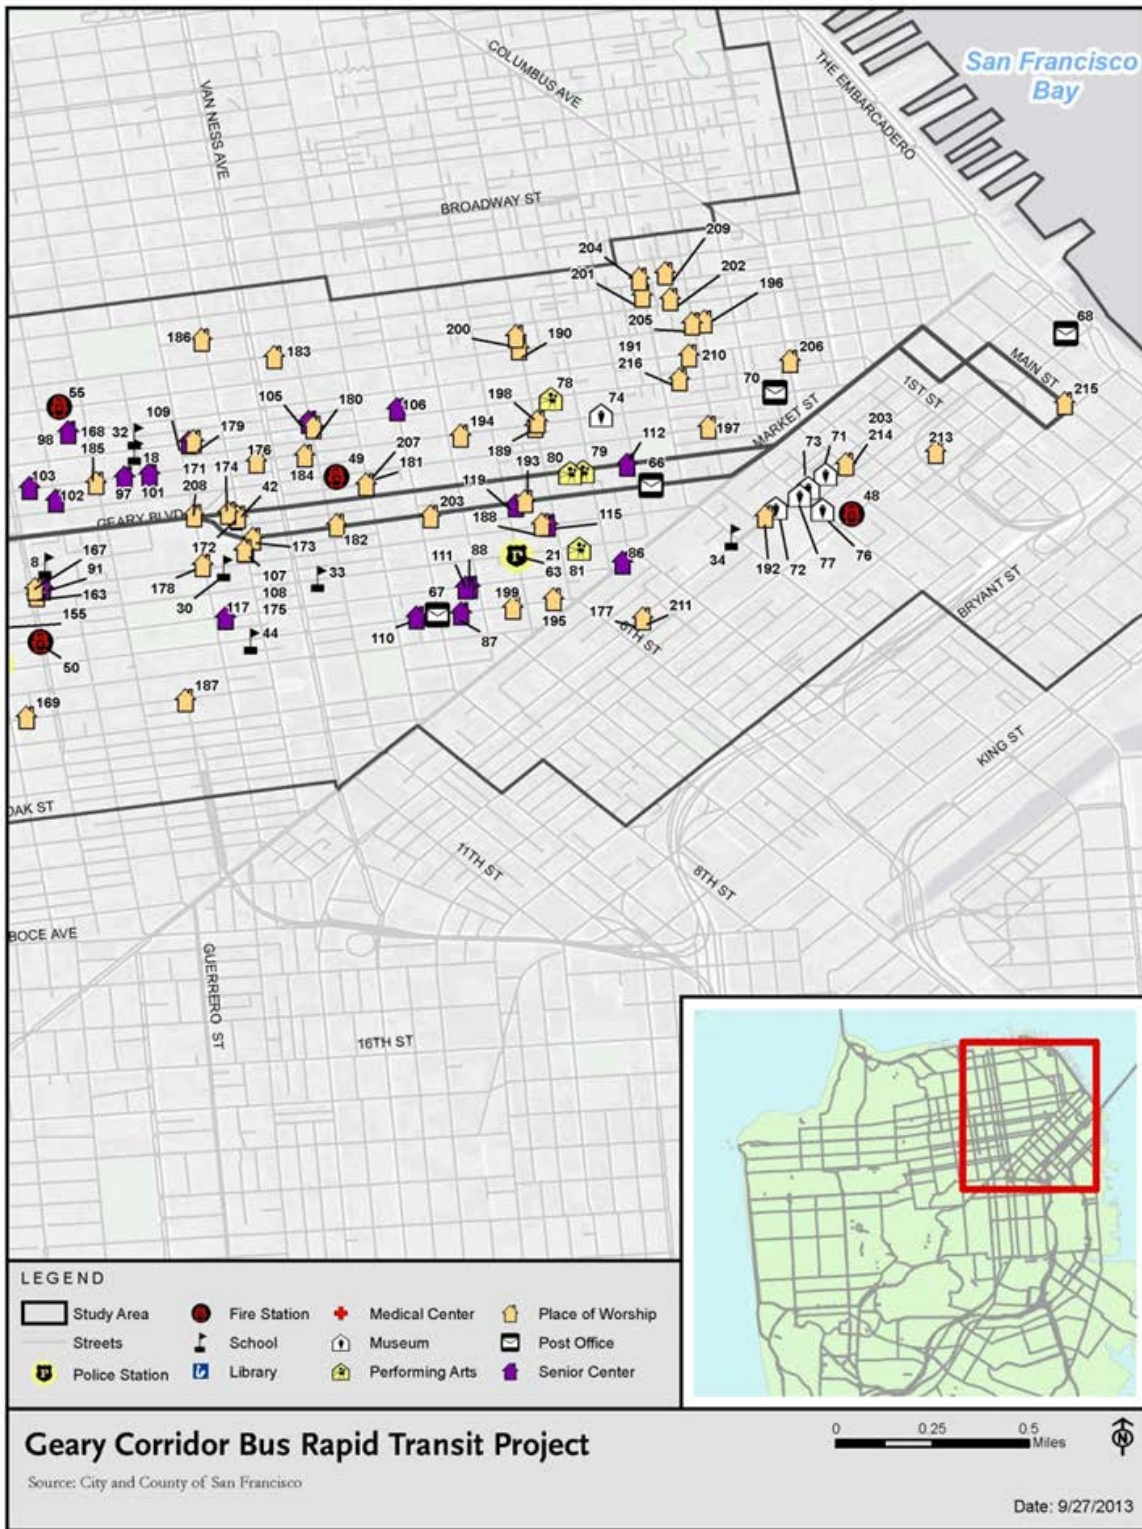 San Francisco
Bay
COLUMBUS AVE
THE EMBARCADERO
VAN NESS AVE
BROADWAY ST
209
204
201
202
196
205
68
186
183
200
190
191
210
216
206
MAIN ST
55
109
105
106
78
198
74
70
1ST ST
215
98
168
32
179
180
194
197
MARKET ST
203
214
213
185
18
176
207
189
112
73
71
103
171
174
184
49
181
193
80
79
66
102
97
101
208
42
119
203
48
GEARY BLVD
172
173
182
188
115
34
192
72
77
76
8
167
91
163
178
107
108
175
30
33
111
88
21
63
81
86
BRYANT ST
155
117
67
199
195
177
211
6TH ST
44
110
87
50
187
169
KING ST
OAK ST
11TH ST
8TH ST
BOCE AVE
GUERRERO ST
16TH ST
LEGEND
Study Area
Fire Station
Medical Center
Place of Worship
Streets
School
Museum
Post Office
Police Station
Library
Performing Arts
Senior Center
Geary Corridor Bus Rapid Transit Project
0 0.25 0.5
Miles
N
Source: City and County of San Francisco
Date: 9/27/2013